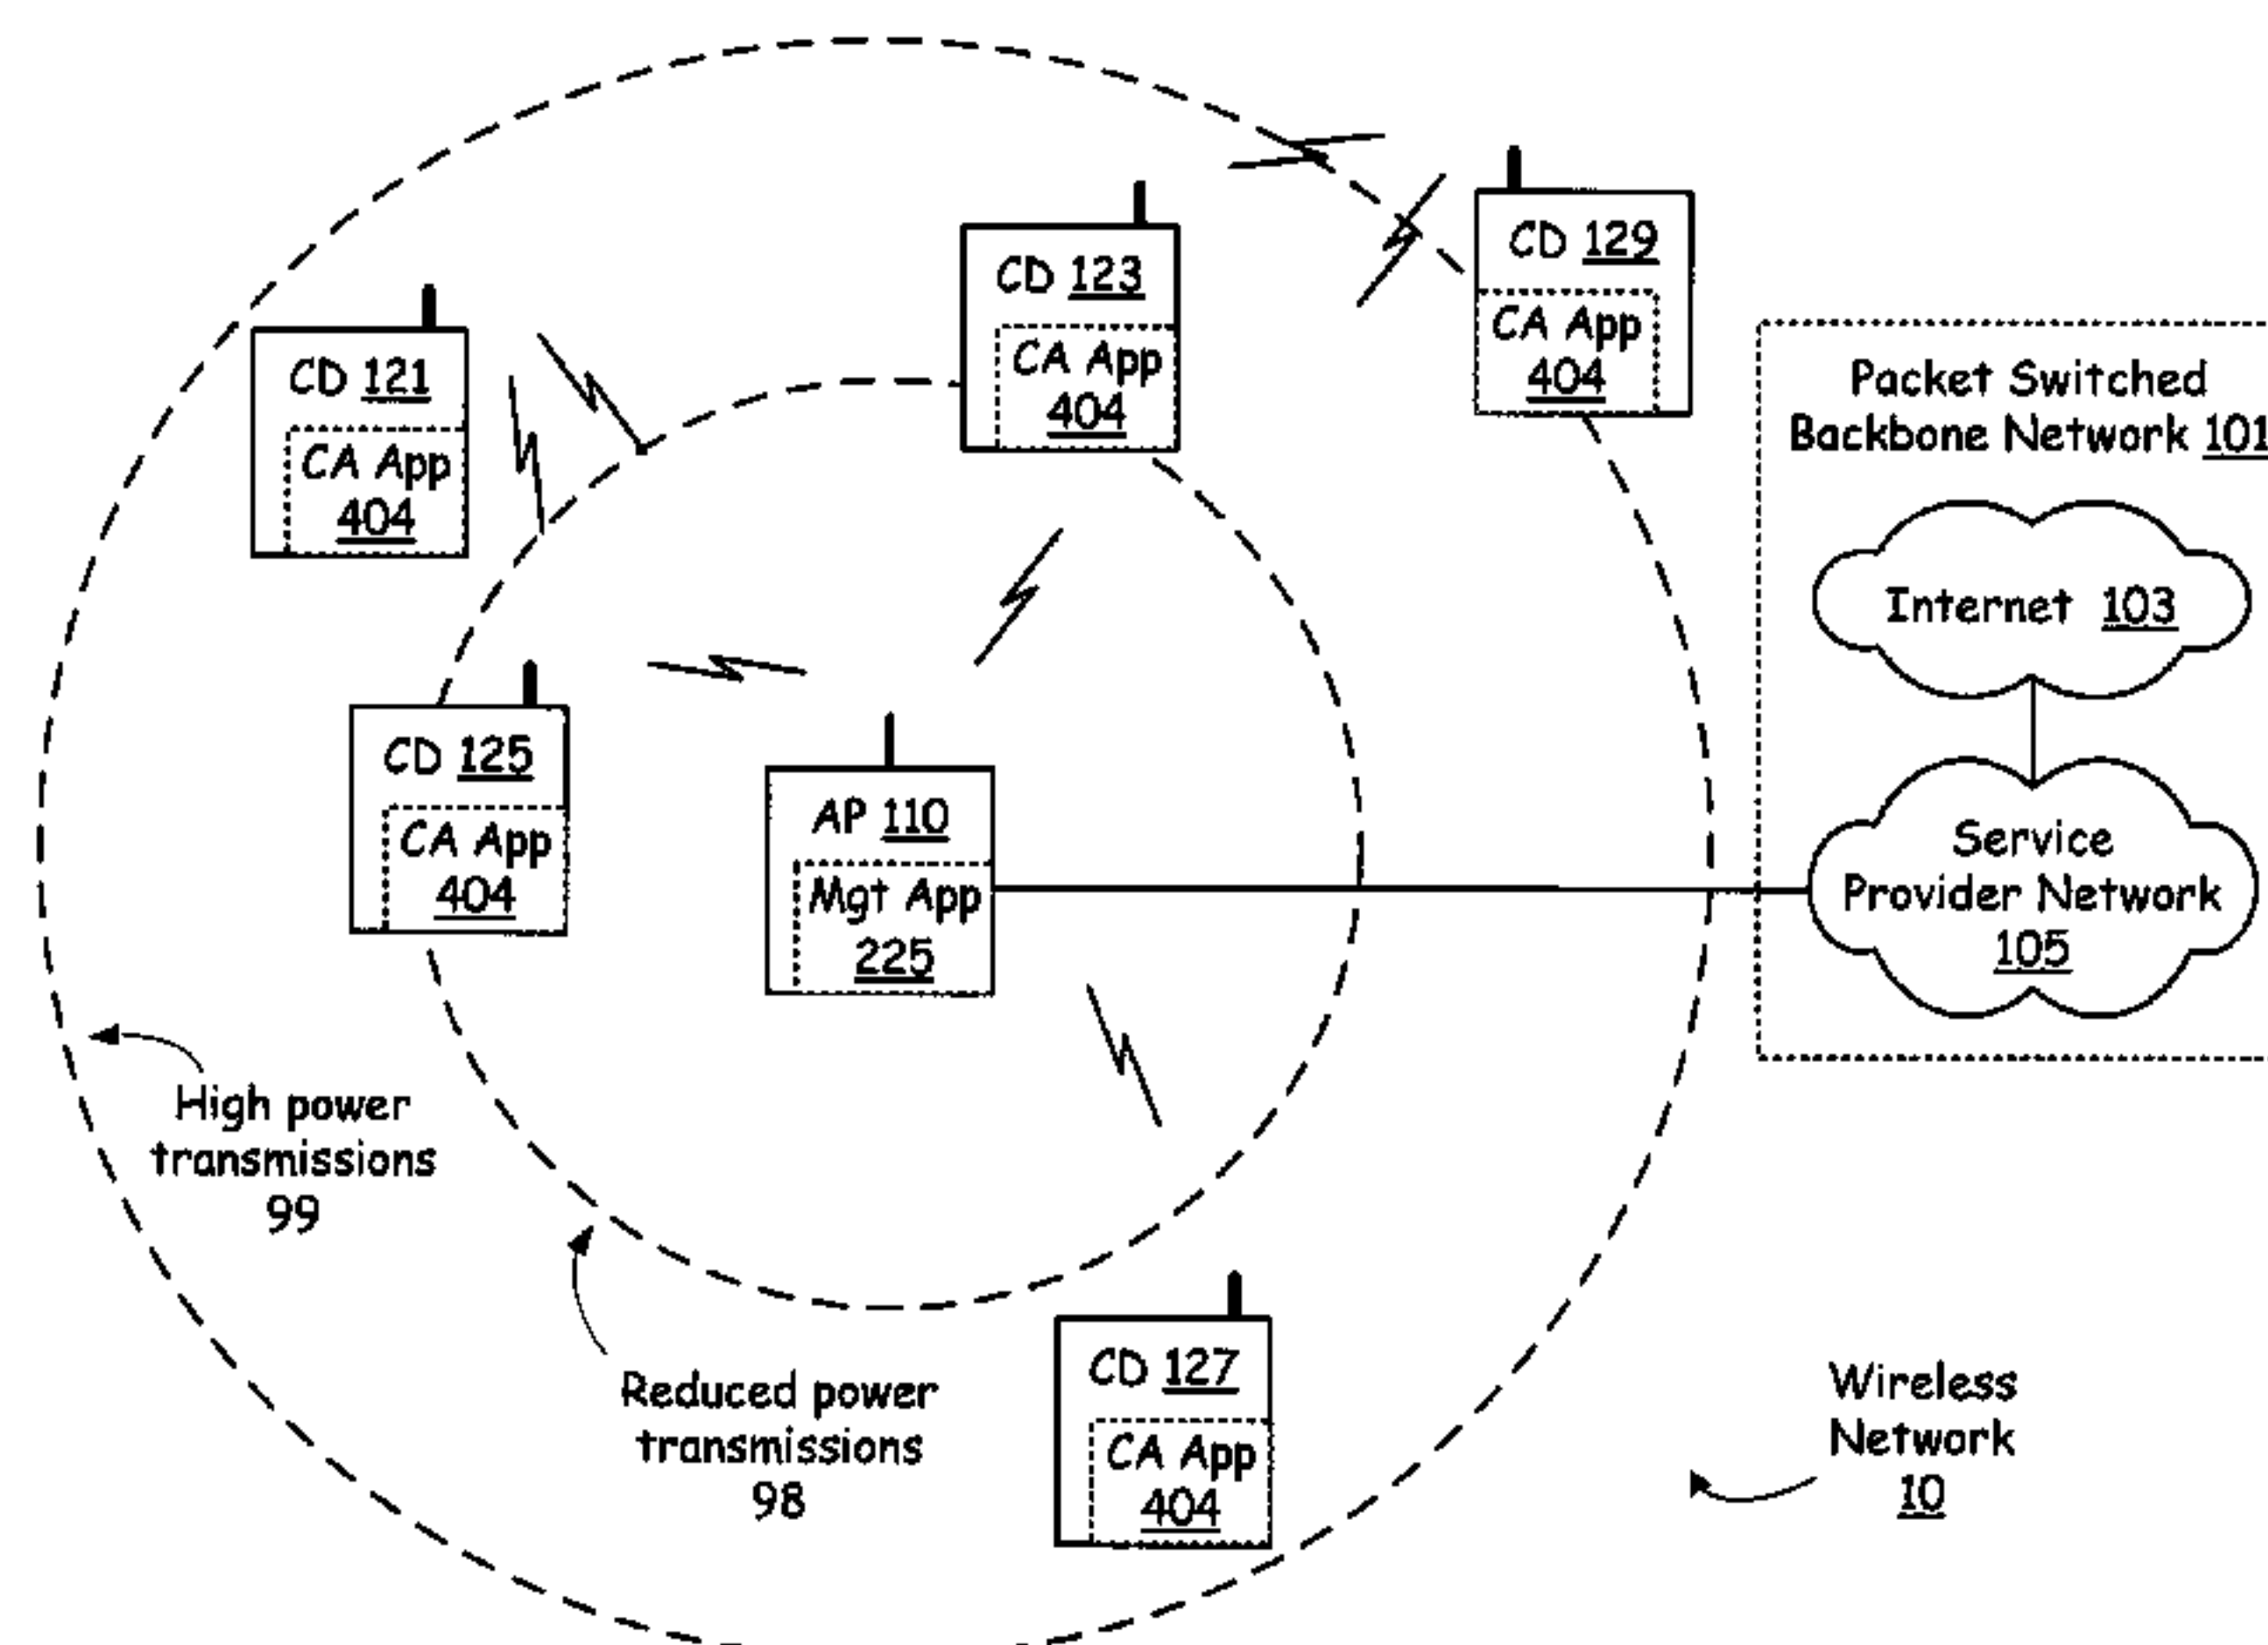 CD 121
CA App
404
CD 123
CA App
404
CD 129
CA App
404
Packet Switched
Backbone Network 101
Internet 103
Service
Provider Network
105
CD 125
CA App
404
AP 110
Mgt App
225
High power
transmissions
99
Reduced power
transmissions
98
CD 127
CA App
404
Wireless
Network
10